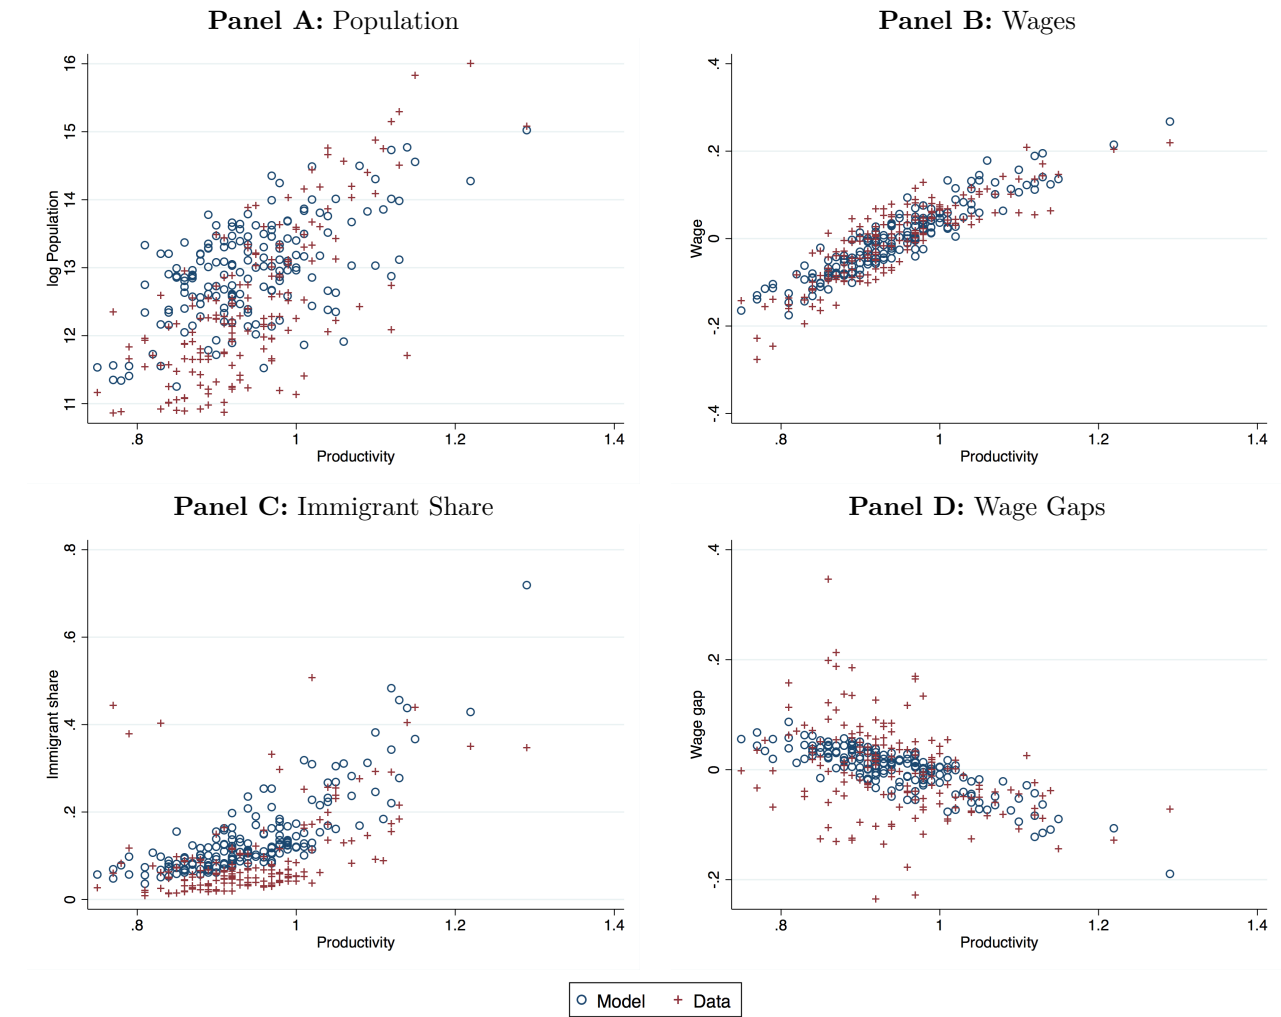 Panel A: Population
16
15
14
13
12
11
log Population
.8
1
1.2
1.4
Productivity
Panel B: Wages
.4
.2
0
-.2
-.4
Wage
.8
1
1.2
1.4
Productivity
Panel C: Immigrant Share
.8
.6
.4
.2
0
Immigrant share
.8
1
1.2
1.4
Productivity
Panel D: Wage Gaps
.4
.2
0
-.2
Wage gap
.8
1
1.2
1.4
Productivity
Model
Data